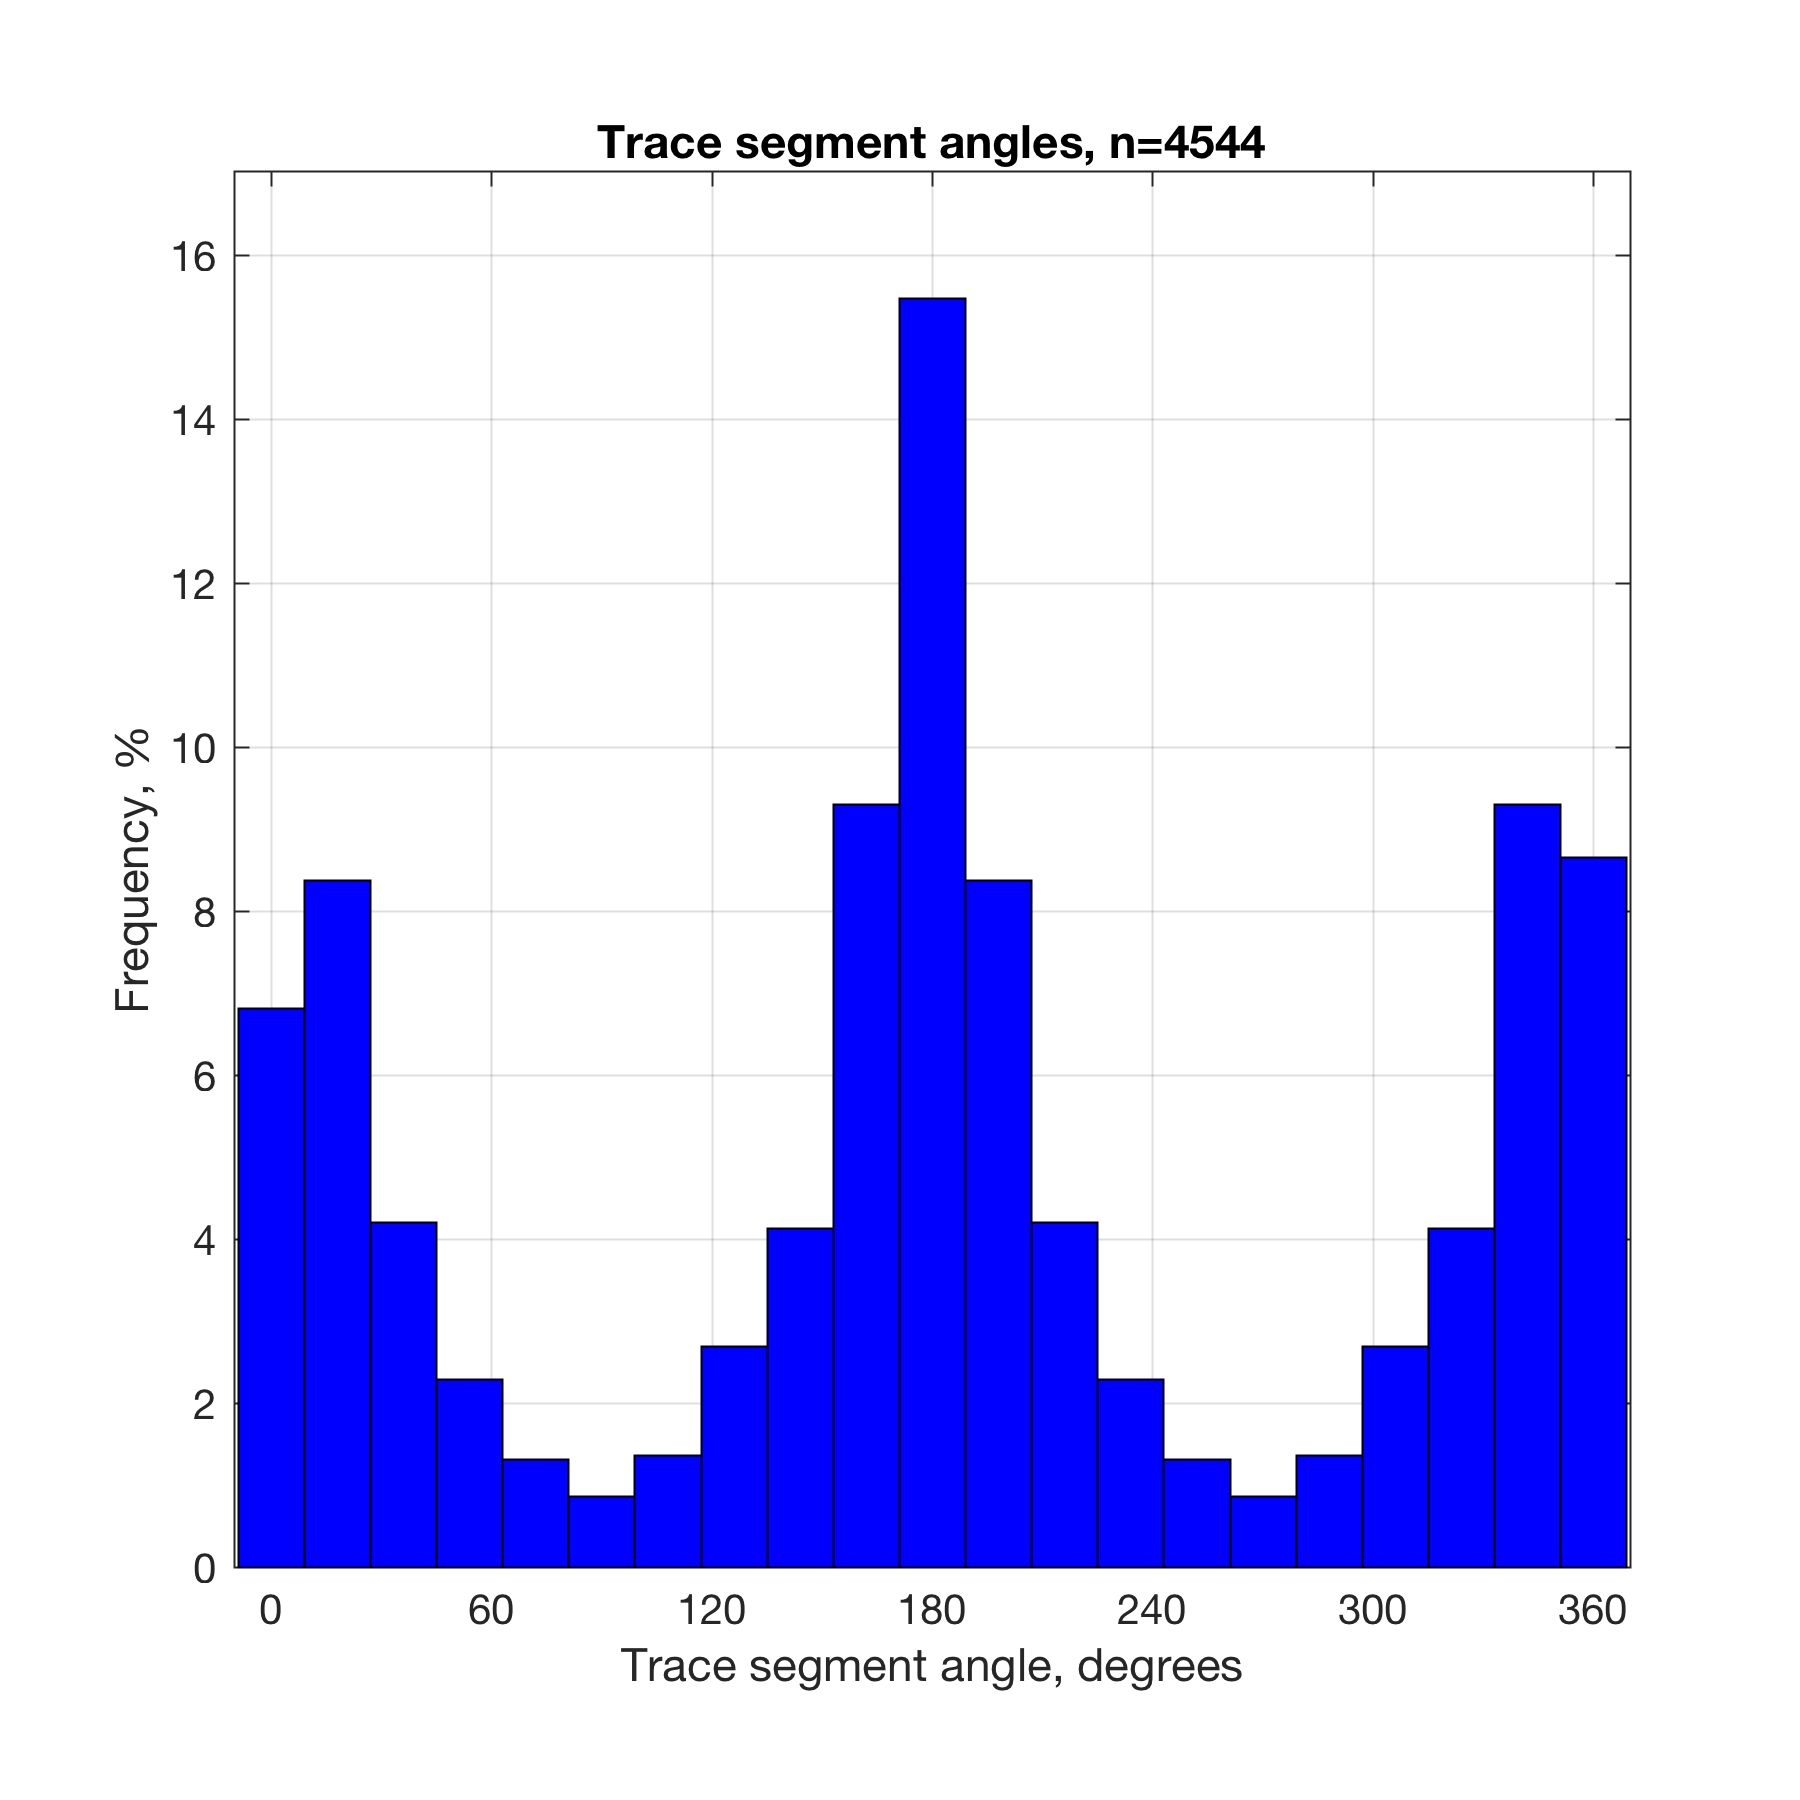 Trace segment angles, n=4544
16
14
12
10
8
6
4
2
0
Frequency, %
0 60 120 180 240 300 360
Trace segment angle, degrees